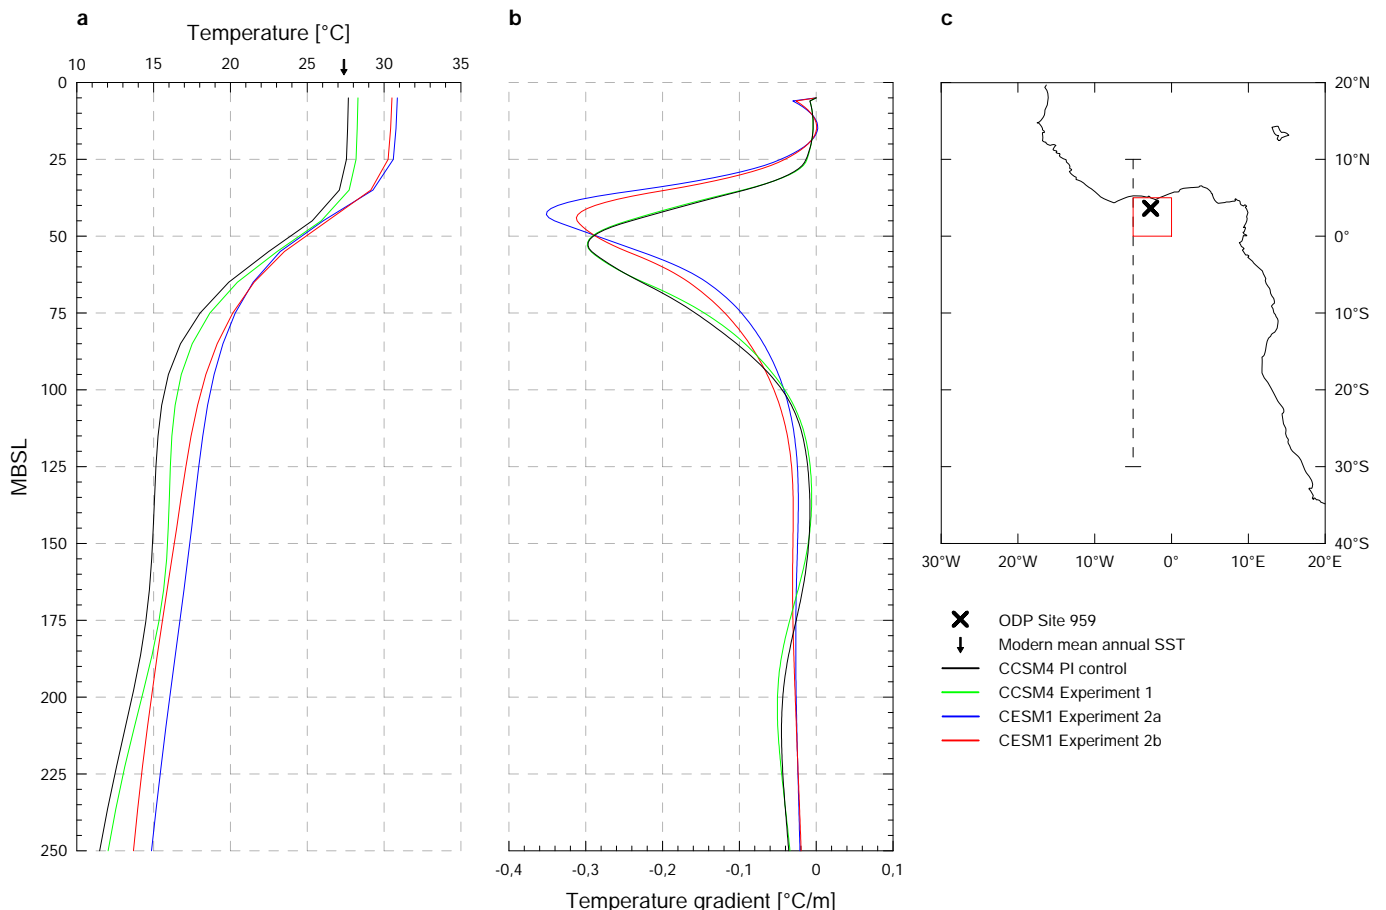 a
Temperature [°C]
10 15 20 25 30 35
0
25
50
75
100
125
150
175
200
225
250
MBSL
b
-0,4 -0,3 -0,2 -0,1 0 0,1
Temperature gradient [°C/m]
c
20°N
10°N
0°
10°S
20°S
30°S
40°S
30°W 20°W 10°W 0° 10°E 20°E
ODP Site 959
Modern mean annual SST
CCSM4 PI control
CCSM4 Experiment 1
CESM1 Experiment 2a
CESM1 Experiment 2b